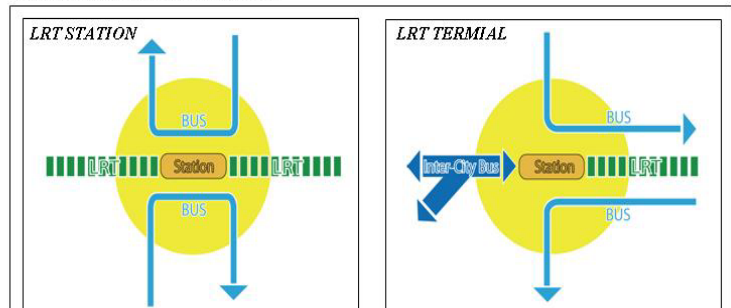 LRT STATION
BUS
LRT Station LRT
BUS
LRT TERMIAL
BUS
Inter-City Bus Station LRT
BUS